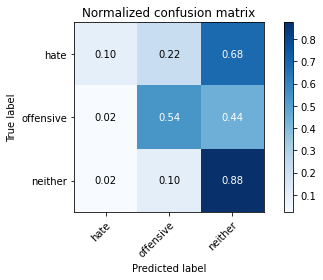 Normalized confusion matrix
True label
hate 0.10 0.22 0.68
offensive 0.02 0.54 0.44
neither 0.02 0.10 0.88
hate offensive neither
Predicted label
0.8
0.7
0.6
0.5
0.4
0.3
0.2
0.1